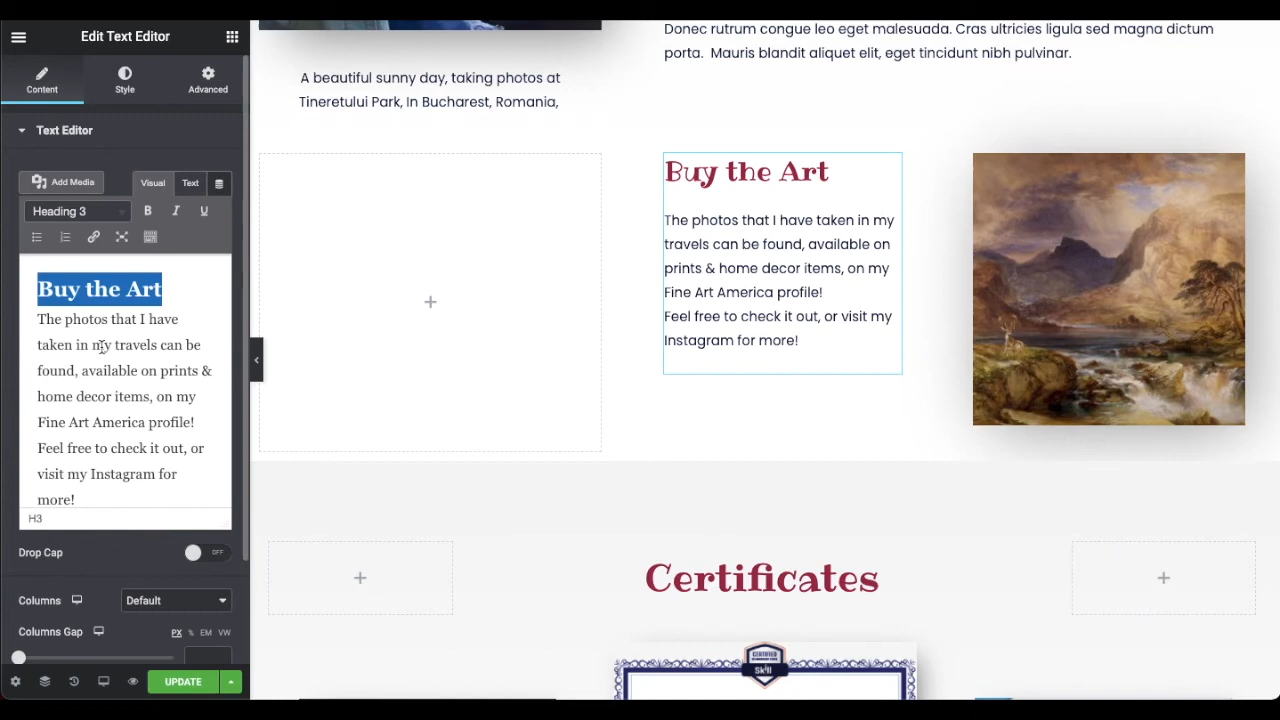 Edit Text Editor
Content
Style
Advanced
Text Editor
Add Media
Visual
Text
Heading 3
B
I
U
Buy the Art
The photos that I have
taken in my travels can be
found, available on prints &
home decor items, on my
Fine Art America profile!
Feel free to check it out, or
visit my Instagram for
more!
H3
Drop Cap
OFF
Columns
Default
Columns Gap
PX
%
EM
VW
UPDATE
Donec rutrum congue leo eget malesuada. Cras ultricies ligula sed magna dictum
porta.  Mauris blandit aliquet elit, eget tincidunt nibh pulvinar.
A beautiful sunny day, taking photos at
Tineretului Park, In Bucharest, Romania,
Buy the Art
The photos that I have taken in my
travels can be found, available on
prints & home decor items, on my
Fine Art America profile!
Feel free to check it out, or visit my
Instagram for more!
Certificates
CERTIFIED
Skill